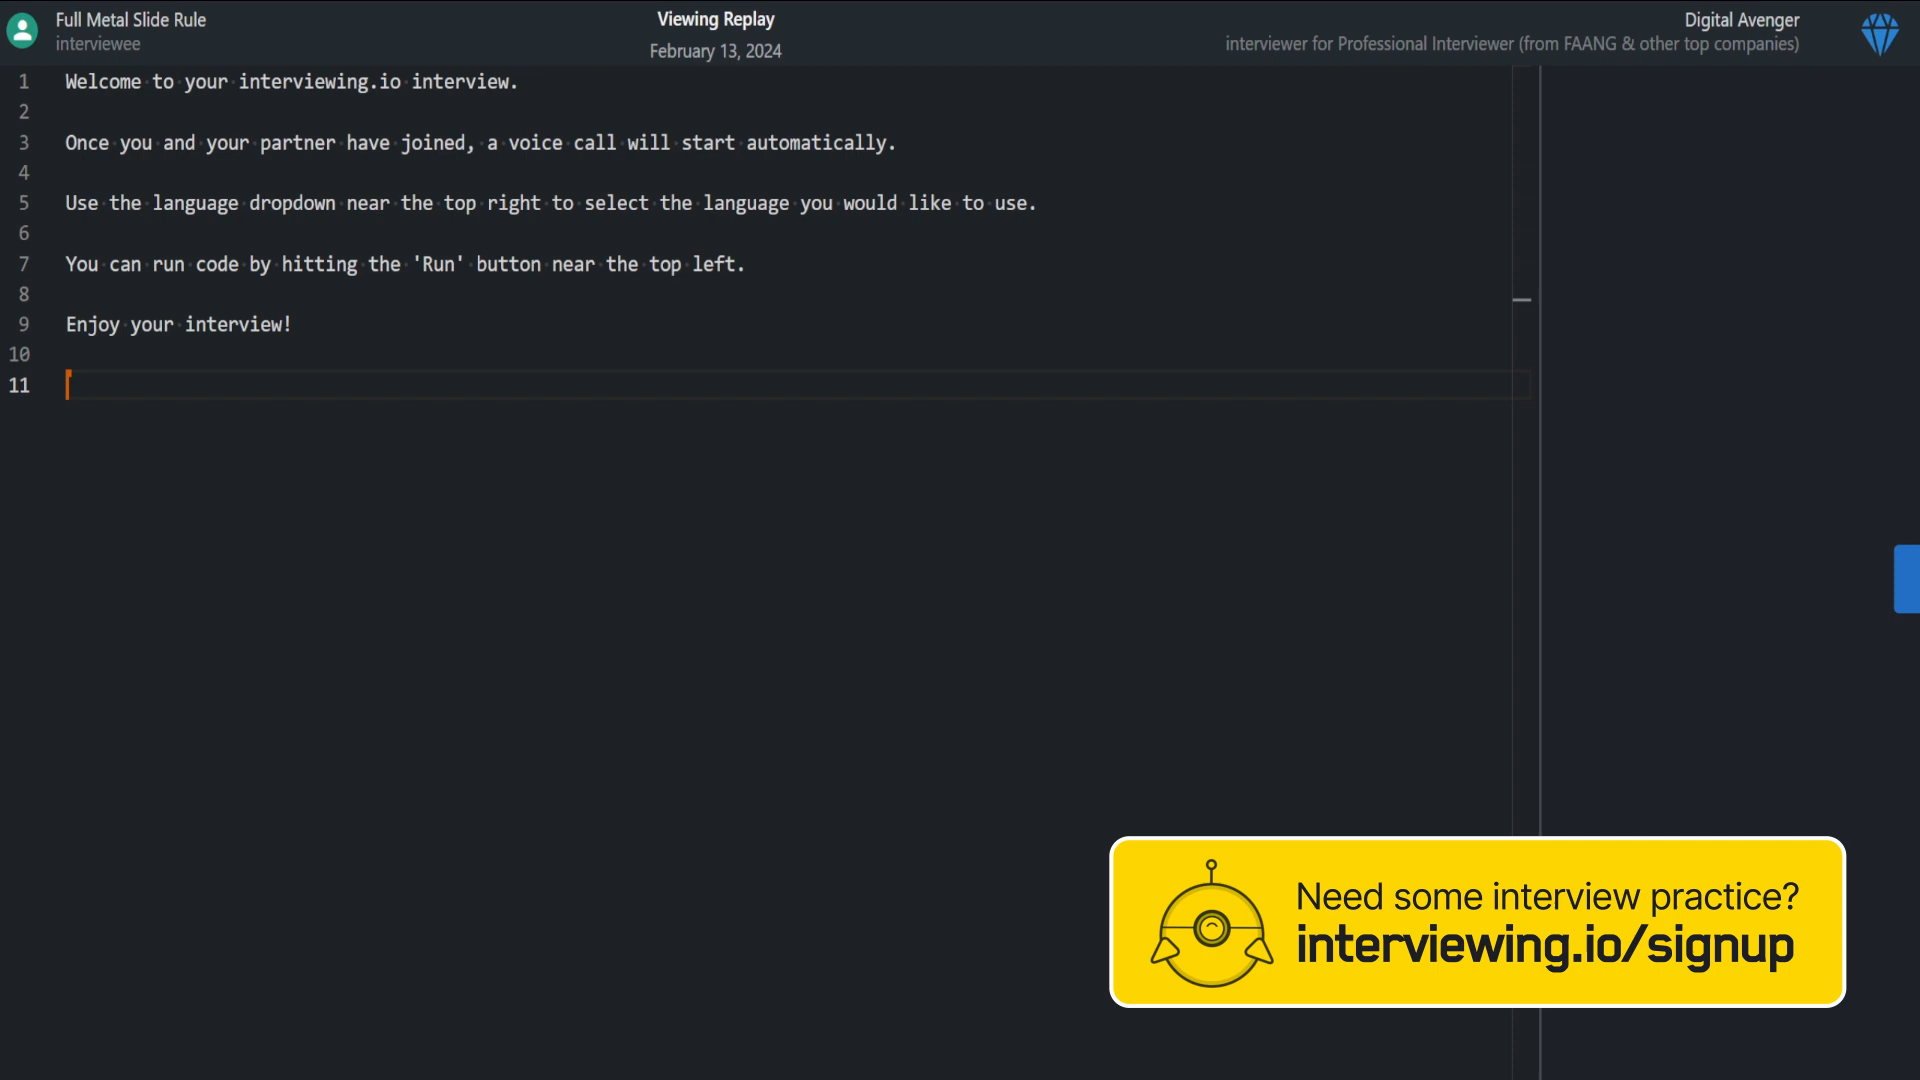 Full Metal Slide Rule
interviewee
Viewing Replay
February 13, 2024
Digital Avenger
interviewer for Professional Interviewer (from FAANG & other top companies)
1 Welcome to your interviewing.io interview.
2
3 Once you and your partner have joined, a voice call will start automatically.
4
5 Use the language dropdown near the top right to select the language you would like to use.
6
7 You can run code by hitting the 'Run' button near the top left.
8
9 Enjoy your interview!
10
11
Need some interview practice?
interviewing.io/signup